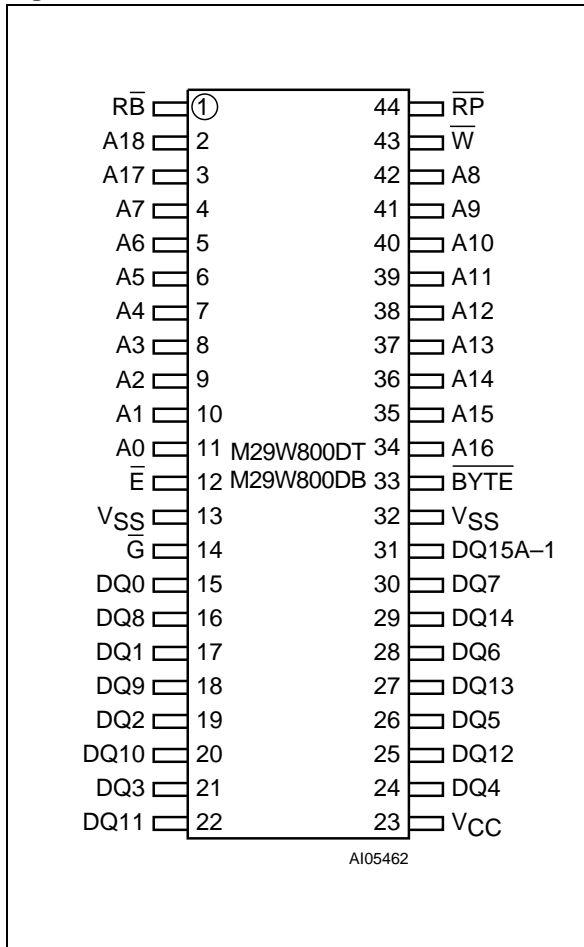 RB̅ 1 44 R̅P̅
A18 2 43 W̅
A17 3 42 A8
A7 4 41 A9
A6 5 40 A10
A5 6 39 A11
A4 7 38 A12
A3 8 37 A13
A2 9 36 A14
A1 10 35 A15
A0 11 M29W800DT 34 A16
E̅ 12 M29W800DB 33 B̅Y̅T̅E̅
VSS 13 32 VSS
G̅ 14 31 DQ15A–1
DQ0 15 30 DQ7
DQ8 16 29 DQ14
DQ1 17 28 DQ6
DQ9 18 27 DQ13
DQ2 19 26 DQ5
DQ10 20 25 DQ12
DQ3 21 24 DQ4
DQ11 22 23 VCC
AI05462